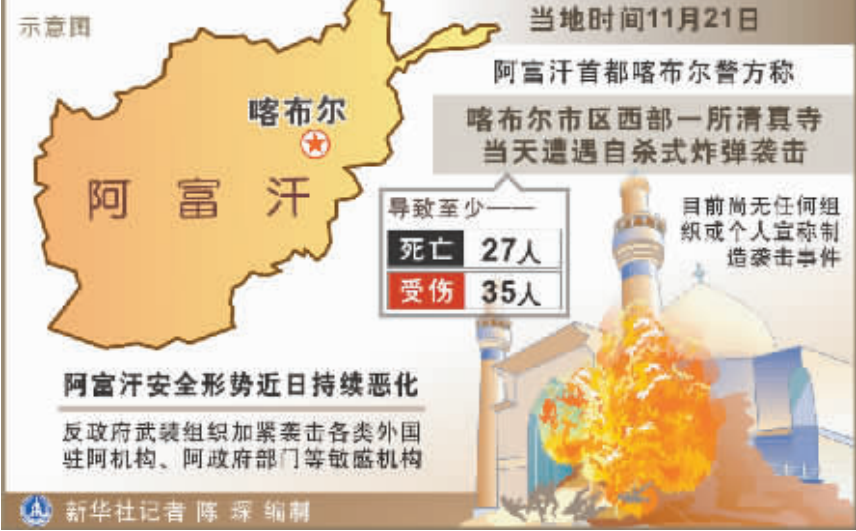 示意图
当地时间11月21日
阿富汗首都喀布尔警方称
喀布尔市区西部一所清真寺
当天遭遇自杀式炸弹袭击
喀布尔
阿富汗
导致至少——
死亡 27人
受伤 35人
目前尚无任何组
织或个人宣称制
造袭击事件
阿富汗安全形势近日持续恶化
反政府武装组织加紧袭击各类外国
驻阿机构、阿政府部门等敏感机构
新华社记者 陈 琛 编制